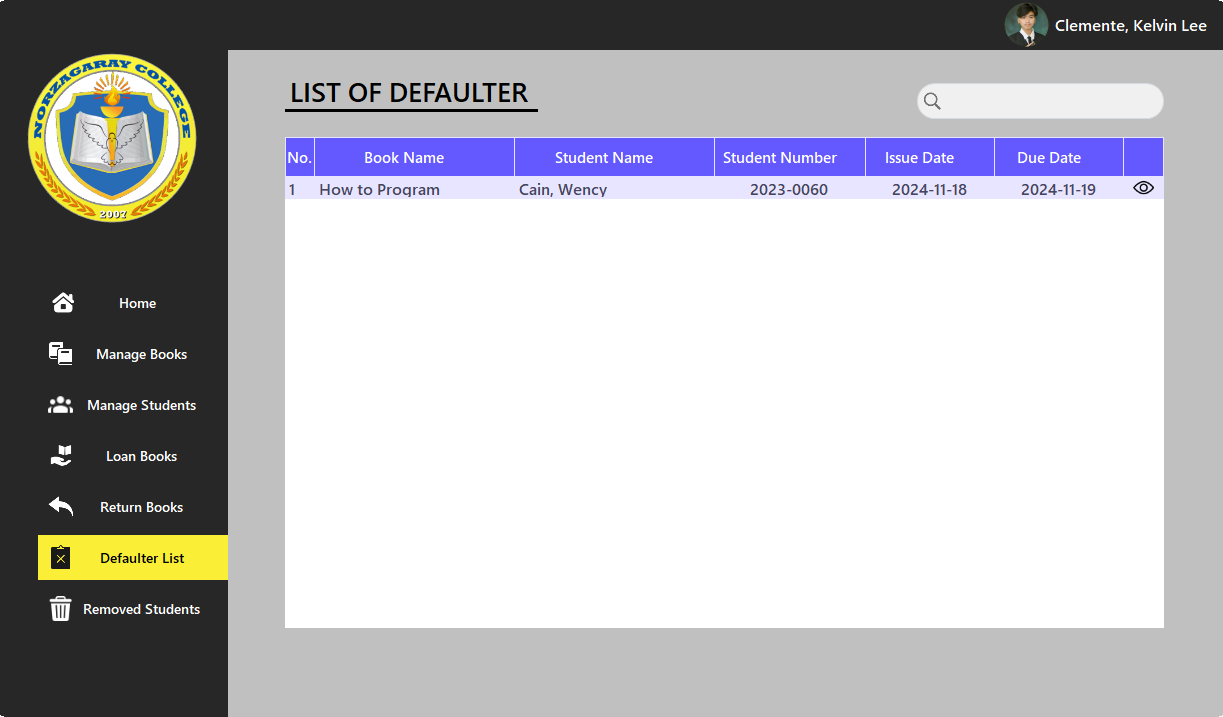 Clemente, Kelvin Lee
NORZAGARAY COLLEGE
2007
LIST OF DEFAULTER
No. Book Name Student Name Student Number Issue Date Due Date
1 How to Program Cain, Wency 2023-0060 2024-11-18 2024-11-19
Home
Manage Books
Manage Students
Loan Books
Return Books
Defaulter List
Removed Students